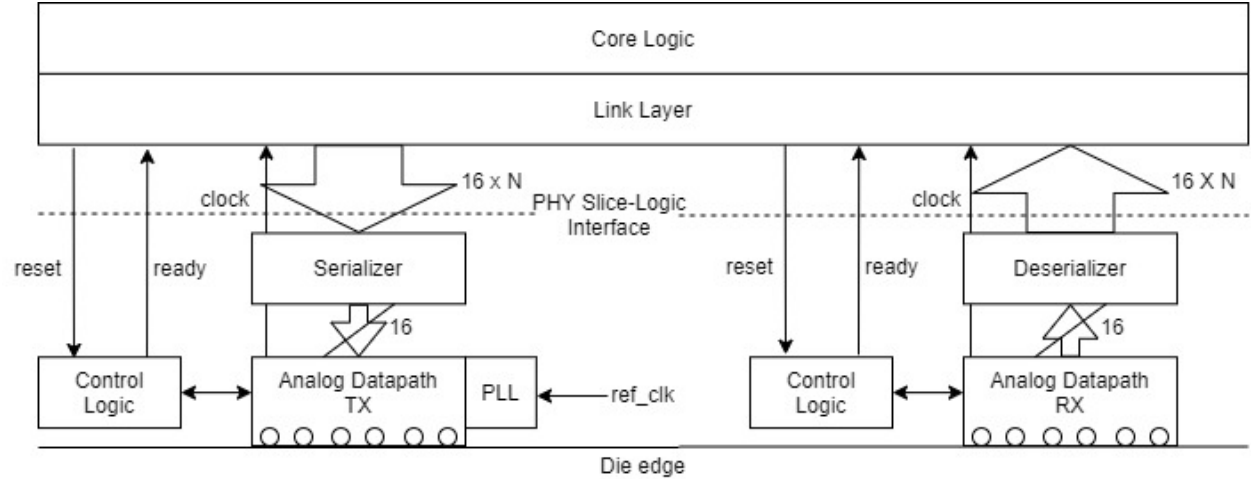 Core Logic
Link Layer
16 x N
16 X N
clock
PHY Slice-Logic
Interface
clock
reset
ready
Serializer
reset
ready
Deserializer
16
16
Control
Logic
Analog Datapath
TX
PLL
ref_clk
Control
Logic
Analog Datapath
RX
Die edge